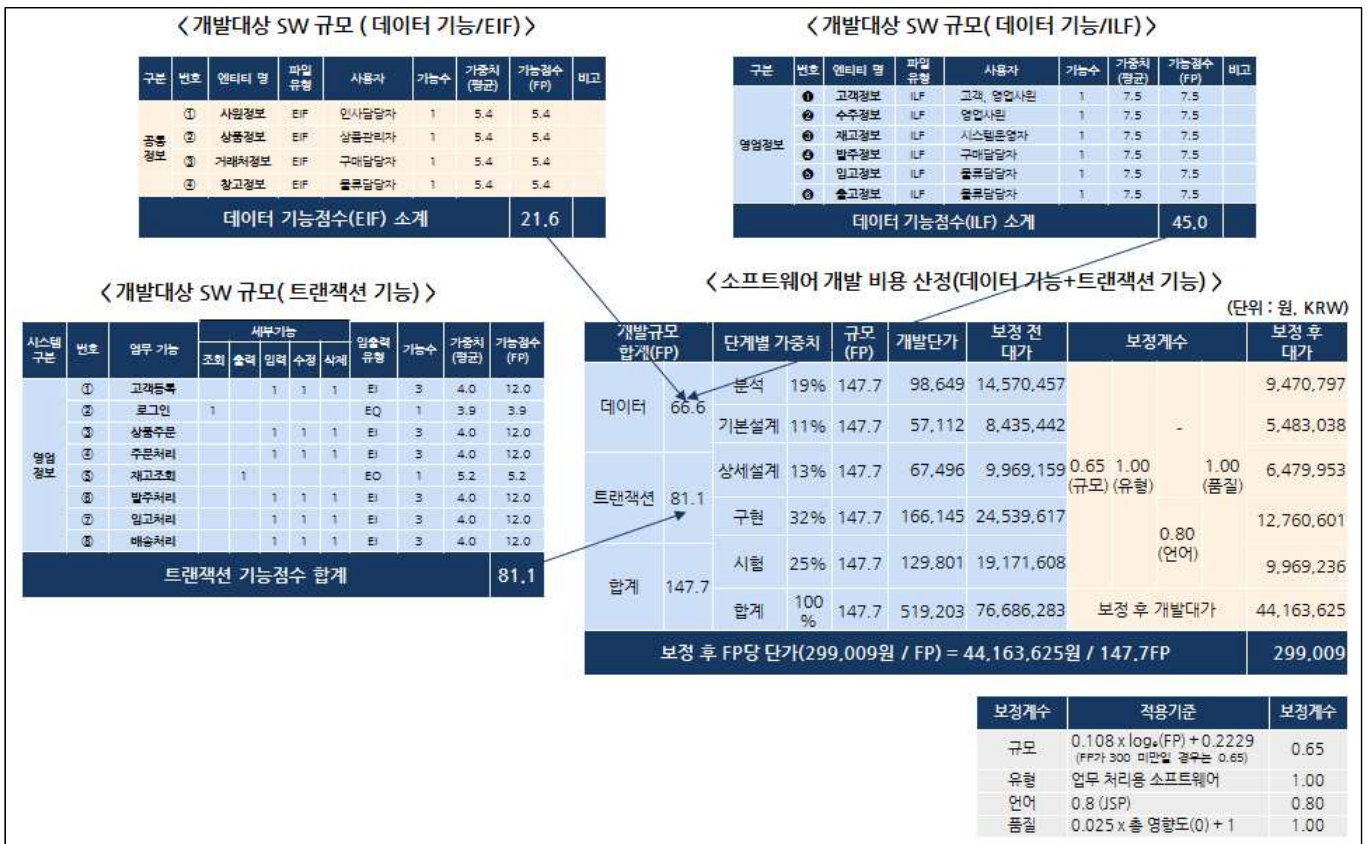 < 개발대상 SW 규모 ( 데이터 기능/EIF) >
구분 번호 엔티티 명 파일 유형 사용자 기능수 가중치 (평균) 기능점수 (FP) 비고
공통 정보
① 사원정보 EIF 인사담당자 1 5.4 5.4
② 상품정보 EIF 상품관리자 1 5.4 5.4
③ 거래처정보 EIF 구매담당자 1 5.4 5.4
④ 창고정보 EIF 물류담당자 1 5.4 5.4
데이터 기능점수(EIF) 소계 21.6
< 개발대상 SW 규모( 데이터 기능/ILF) >
구분 번호 엔티티 명 파일 유형 사용자 기능수 가중치 (평균) 기능점수 (FP) 비고
영업정보
❶ 고객정보 ILF 고객, 영업사원 1 7.5 7.5
❷ 수주정보 ILF 영업사원 1 7.5 7.5
❸ 재고정보 ILF 시스템운영자 1 7.5 7.5
❹ 발주정보 ILF 구매담당자 1 7.5 7.5
❺ 입고정보 ILF 물류담당자 1 7.5 7.5
❻ 출고정보 ILF 물류담당자 1 7.5 7.5
데이터 기능점수(ILF) 소계 45.0
< 개발대상 SW 규모( 트랜잭션 기능) >
시스템 구분 번호 업무 기능 세부기능 입출력 유형 기능수 가중치 (평균) 기능점수 (FP)
조회 출력 입력 수정 삭제
영업 정보
① 고객등록 1 1 1 EI 3 4.0 12.0
② 로그인 1 EQ 1 3.9 3.9
③ 상품주문 1 1 1 EI 3 4.0 12.0
④ 주문처리 1 1 1 EI 3 4.0 12.0
⑤ 재고조회 1 EO 1 5.2 5.2
⑥ 발주처리 1 1 1 EI 3 4.0 12.0
⑦ 입고처리 1 1 1 EI 3 4.0 12.0
⑧ 배송처리 1 1 1 EI 3 4.0 12.0
트랜잭션 기능점수 합계 81.1
< 소프트웨어 개발 비용 산정(데이터 기능+트랜잭션 기능) >
(단위 : 원, KRW)
개발규모 합계(FP) 단계별 가중치 규모 (FP) 개발단가 보정 전 대가 보정계수 보정 후 대가
데이터 66.6
트랜잭션 81.1
합계 147.7
분석 19% 147.7 98,649 14,570,457 9,470,797
기본설계 11% 147.7 57,112 8,435,442 - 5,483,038
상세설계 13% 147.7 67,496 9,969,159 0.65 (규모) 1.00 (유형) 1.00 (품질) 6,479,953
구현 32% 147.7 166,145 24,539,617 12,760,601
0.80 (언어)
시험 25% 147.7 129,801 19,171,608 9,969,236
합계 100 % 147.7 519,203 76,686,283 보정 후 개발대가 44,163,625
보정 후 FP당 단가(299,009원 / FP) = 44,163,625원 / 147.7FP 299,009
보정계수 적용기준 보정계수
규모 0.108 x logₑ(FP) + 0.2229 0.65
(FP가 300 미만일 경우는 0.65)
유형 업무 처리용 소프트웨어 1.00
언어 0.8 (JSP) 0.80
품질 0.025 x 총 영향도(0) + 1 1.00